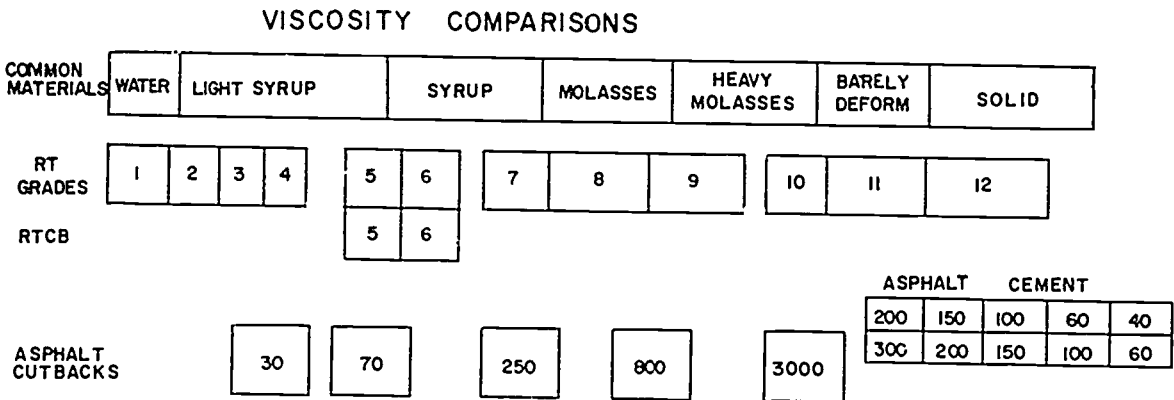 VISCOSITY COMPARISONS
COMMON MATERIALS WATER LIGHT SYRUP SYRUP MOLASSES HEAVY MOLASSES BARELY DEFORM SOLID
RT GRADES 1 2 3 4 5 6 7 8 9 10 11 12
RTCB 5 6
ASPHALT CEMENT
200 150 100 60 40
300 200 150 100 60
ASPHALT CUTBACKS 30 70 250 800 3000